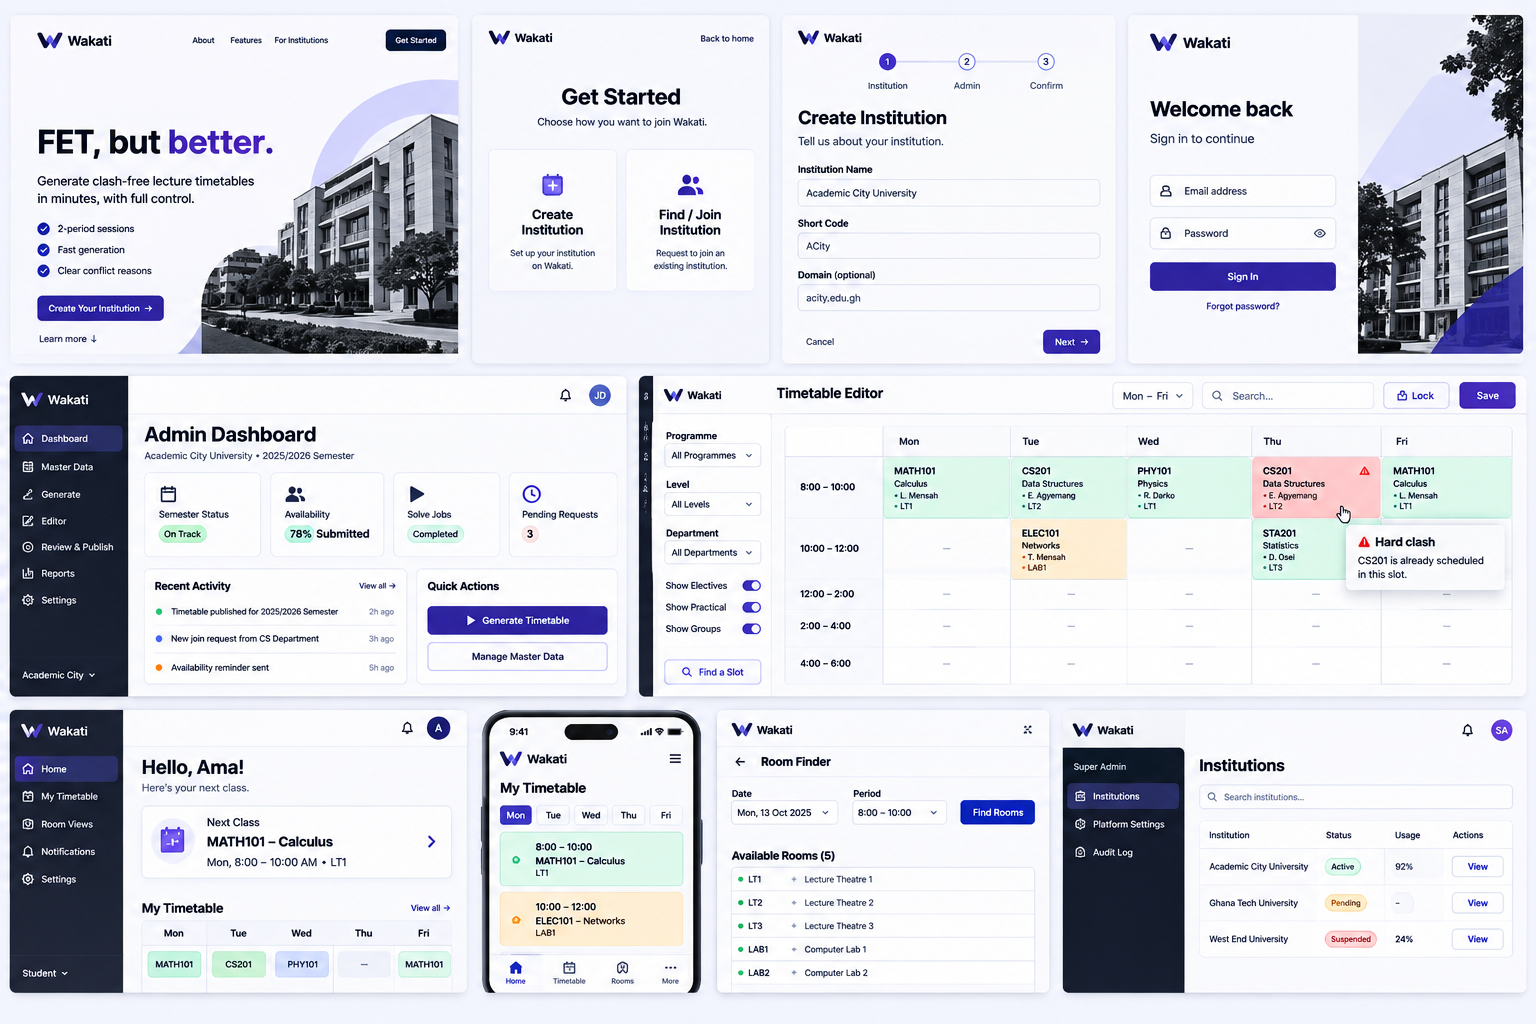 Wakati
About
Features
For Institutions
Get Started
FET, but better.
Generate clash-free lecture timetables
in minutes, with full control.
2-period sessions
Fast generation
Clear conflict reasons
Create Your Institution →
Learn more ↓
Wakati
Back to home
Get Started
Choose how you want to join Wakati.
Create
Institution
Set up your institution
on Wakati.
Find / Join
Institution
Request to join an
existing institution.
Wakati
1
2
3
Institution
Admin
Confirm
Create Institution
Tell us about your institution.
Institution Name
Academic City University
Short Code
ACity
Domain (optional)
acity.edu.gh
Cancel
Next →
Wakati
Welcome back
Sign in to continue
Email address
Password
Sign In
Forgot password?
Wakati
Dashboard
Master Data
Generate
Editor
Review & Publish
Reports
Settings
Academic City
JD
Admin Dashboard
Academic City University • 2025/2026 Semester
Semester Status
On Track
Availability
78% Submitted
Solve Jobs
Completed
Pending Requests
3
Recent Activity
View all →
Timetable published for 2025/2026 Semester
2h ago
New join request from CS Department
3h ago
Availability reminder sent
5h ago
Quick Actions
Generate Timetable
Manage Master Data
Wakati
Timetable Editor
Mon – Fri
Search...
Lock
Save
Programme
All Programmes
Level
All Levels
Department
All Departments
Show Electives
Show Practical
Show Groups
Find a Slot
Mon
Tue
Wed
Thu
Fri
8:00 – 10:00
MATH101
Calculus
• L. Mensah
• LT1
CS201
Data Structures
• E. Agyemang
• LT2
PHY101
Physics
• R. Darko
• LT1
CS201
Data Structures
• E. Agyemang
• LT2
MATH101
Calculus
• L. Mensah
• LT1
10:00 – 12:00
–
ELEC101
Networks
• T. Mensah
• LAB1
–
STA201
Statistics
• D. Osei
• LT3
Hard clash
CS201 is already scheduled
in this slot.
12:00 – 2:00
–
–
–
–
–
2:00 – 4:00
–
–
–
–
–
4:00 – 6:00
–
–
–
–
–
Wakati
Home
My Timetable
Room Views
Notifications
Settings
Student
A
Hello, Ama!
Here's your next class.
Next Class
MATH101 – Calculus
Mon, 8:00 – 10:00 AM • LT1
My Timetable
View all →
Mon
Tue
Wed
Thu
Fri
MATH101
CS201
PHY101
–
MATH101
9:41
Wakati
My Timetable
Mon
Tue
Wed
Thu
Fri
8:00 – 10:00
MATH101 – Calculus
LT1
10:00 – 12:00
ELEC101 – Networks
LAB1
Home
Timetable
Rooms
More
Wakati
← Room Finder
Date
Mon, 13 Oct 2025
Period
8:00 – 10:00
Find Rooms
Available Rooms (5)
LT1
Lecture Theatre 1
LT2
Lecture Theatre 2
LT3
Lecture Theatre 3
LAB1
Computer Lab 1
LAB2
Computer Lab 2
Wakati
Super Admin
Institutions
Platform Settings
Audit Log
SA
Institutions
Search institutions...
Institution
Status
Usage
Actions
Academic City University
Active
92%
View
Ghana Tech University
Pending
–
View
West End University
Suspended
24%
View